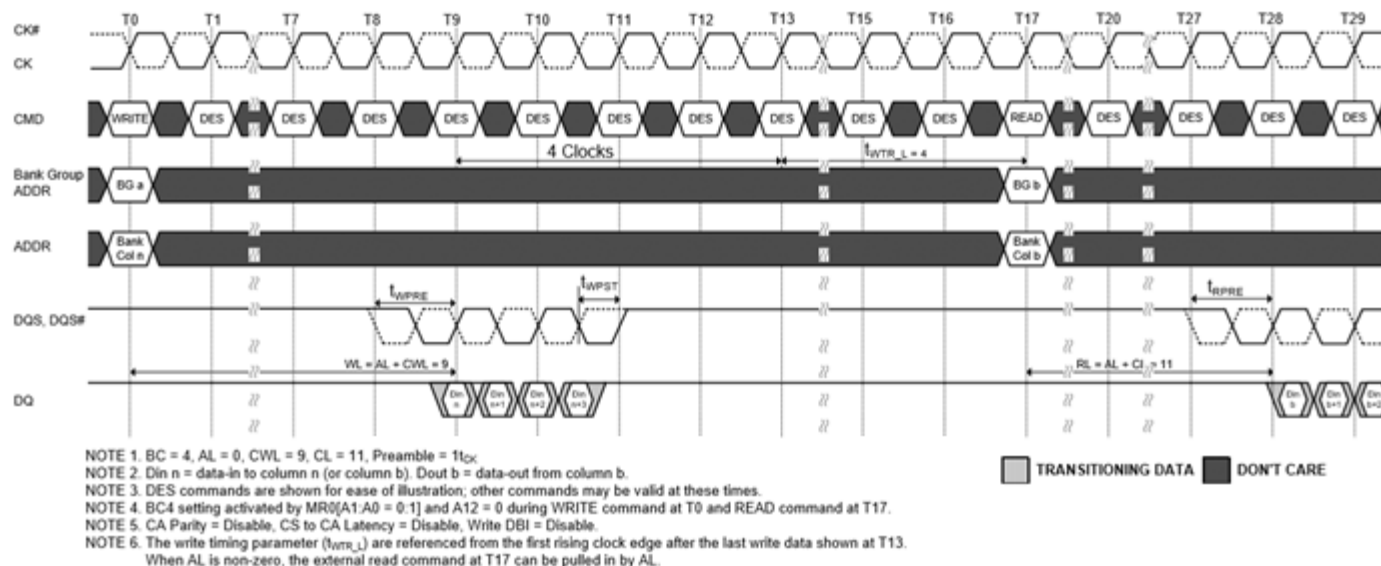 T0 T1 T7 T8 T9 T10 T11 T12 T13 T15 T16 T17 T20 T27 T28 T29
CK#
CK
CMD WRITE DES DES DES DES DES DES DES DES DES DES READ DES DES DES DES
4 Clocks tWTR_L = 4
Bank Group
ADDR
BG a BG b
ADDR
Bank
Col n
Bank
Col b
tWPRE tWPST tRPRE
DQS, DQS#
WL = AL + CWL = 9 RL = AL + CL = 11
DQ
Din
n
Din
n+1
Din
n+2
Din
n+3
Din
b
Din
b+1
Din
b+2
NOTE 1. BC = 4, AL = 0, CWL = 9, CL = 11, Preamble = 1tCK
NOTE 2. Din n = data-in to column n (or column b). Dout b = data-out from column b.
NOTE 3. DES commands are shown for ease of illustration; other commands may be valid at these times.
NOTE 4. BC4 setting activated by MR0[A1:A0 = 0:1] and A12 = 0 during WRITE command at T0 and READ command at T17.
NOTE 5. CA Parity = Disable, CS to CA Latency = Disable, Write DBI = Disable.
NOTE 6. The write timing parameter (tWTR_L) are referenced from the first rising clock edge after the last write data shown at T13.
When AL is non-zero, the external read command at T17 can be pulled in by AL.
TRANSITIONING DATA DON'T CARE